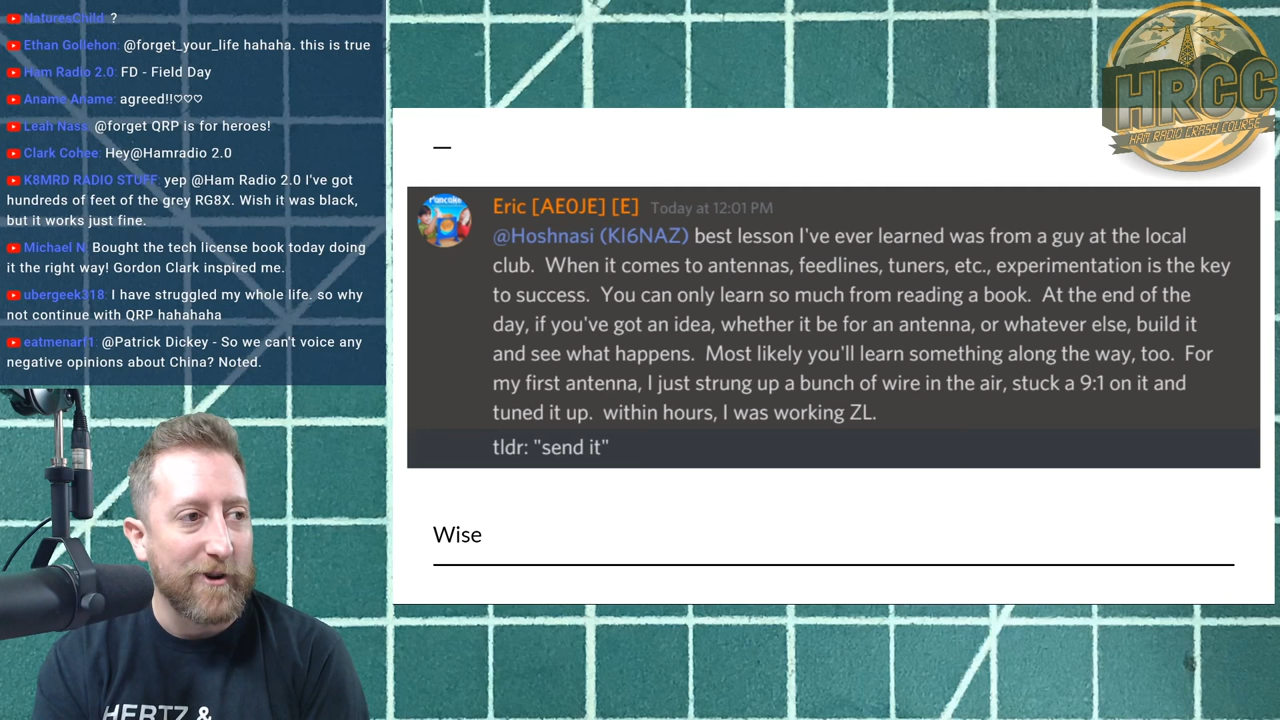 NaturesChild: ?
Ethan Gollehon: @forget_your_life hahaha. this is true
Ham Radio 2.0: FD - Field Day
Aname Aname: agreed!!♡♡♡
Leah Nass: @forget QRP is for heroes!
Clark Cohee: Hey@Hamradio 2.0
K8MRD RADIO STUFF: yep @Ham Radio 2.0 I've got
hundreds of feet of the grey RG8X. Wish it was black,
but it works just fine.
Michael N: Bought the tech license book today doing
it the right way! Gordon Clark inspired me.
ubergeek318: I have struggled my whole life. so why
not continue with QRP hahahaha
eatmenarf1: @Patrick Dickey - So we can't voice any
negative opinions about China? Noted.
HRCC
HAM RADIO CRASH COURSE
—
Pancake
Eric [AE0JE] [E] Today at 12:01 PM
@Hoshnasi (KI6NAZ) best lesson I've ever learned was from a guy at the local
club. When it comes to antennas, feedlines, tuners, etc., experimentation is the key
to success. You can only learn so much from reading a book. At the end of the
day, if you've got an idea, whether it be for an antenna, or whatever else, build it
and see what happens. Most likely you'll learn something along the way, too. For
my first antenna, I just strung up a bunch of wire in the air, stuck a 9:1 on it and
tuned it up. within hours, I was working ZL.
tldr: "send it"
Wise
HERTZ &